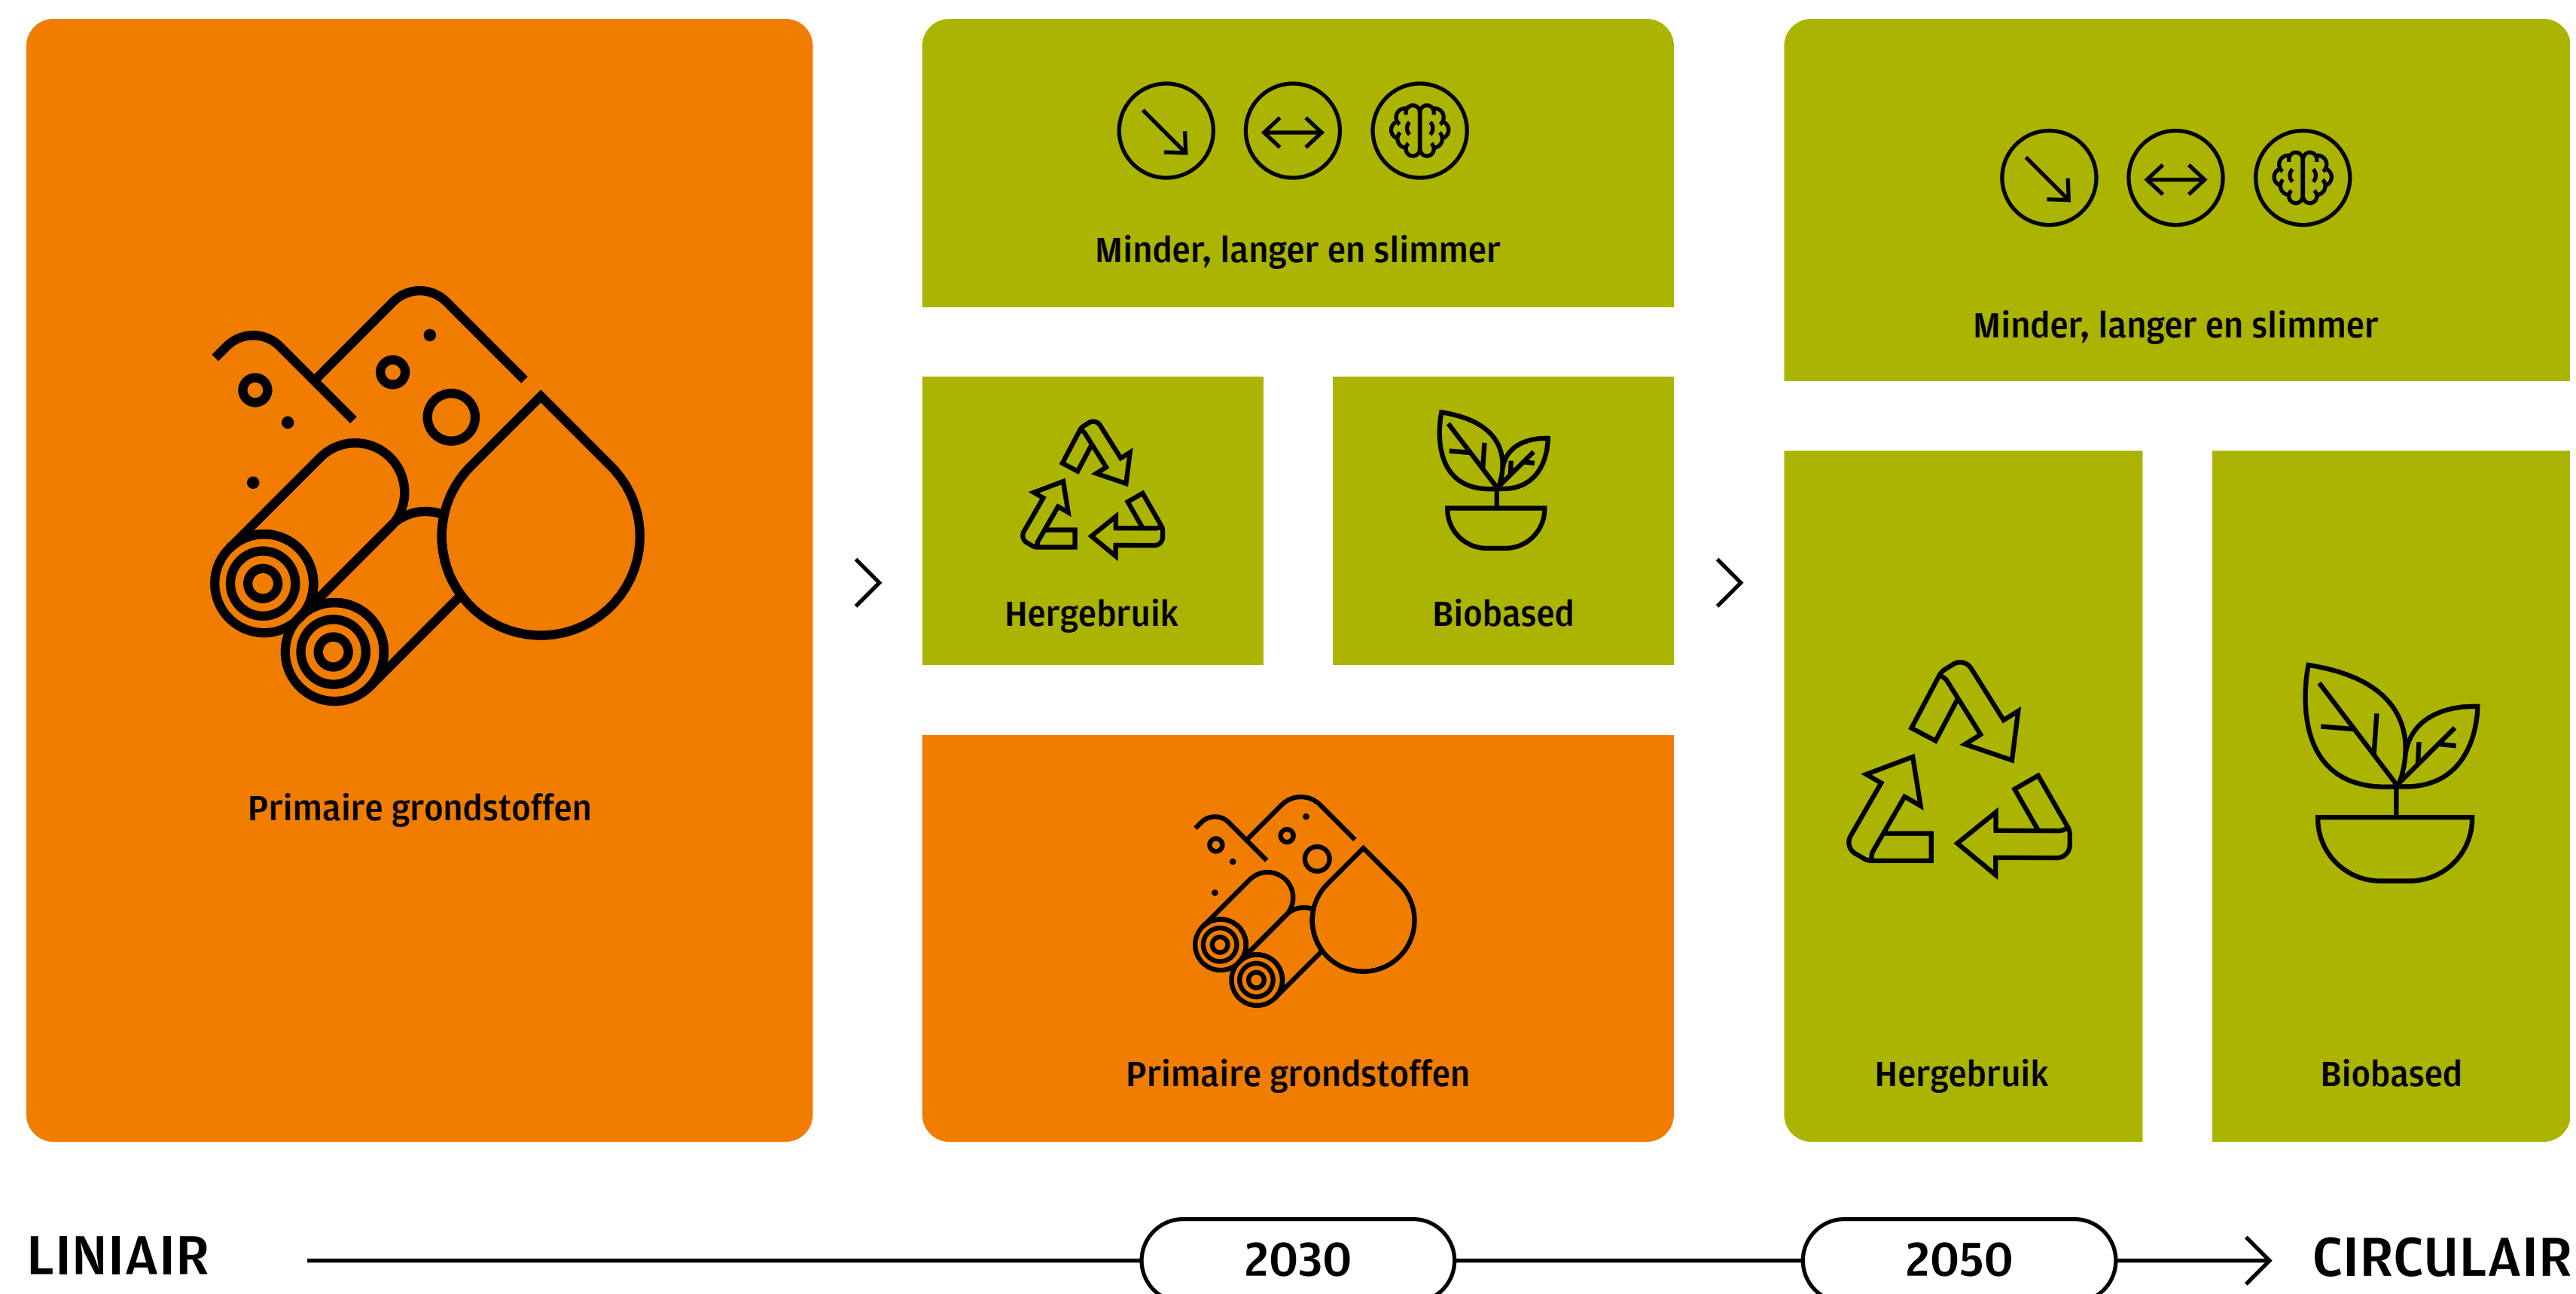 Primaire grondstoffen
Minder, langer en slimmer
Hergebruik
Biobased
Primaire grondstoffen
Minder, langer en slimmer
Hergebruik
Biobased
LINIAIR
2030
2050
CIRCULAIR